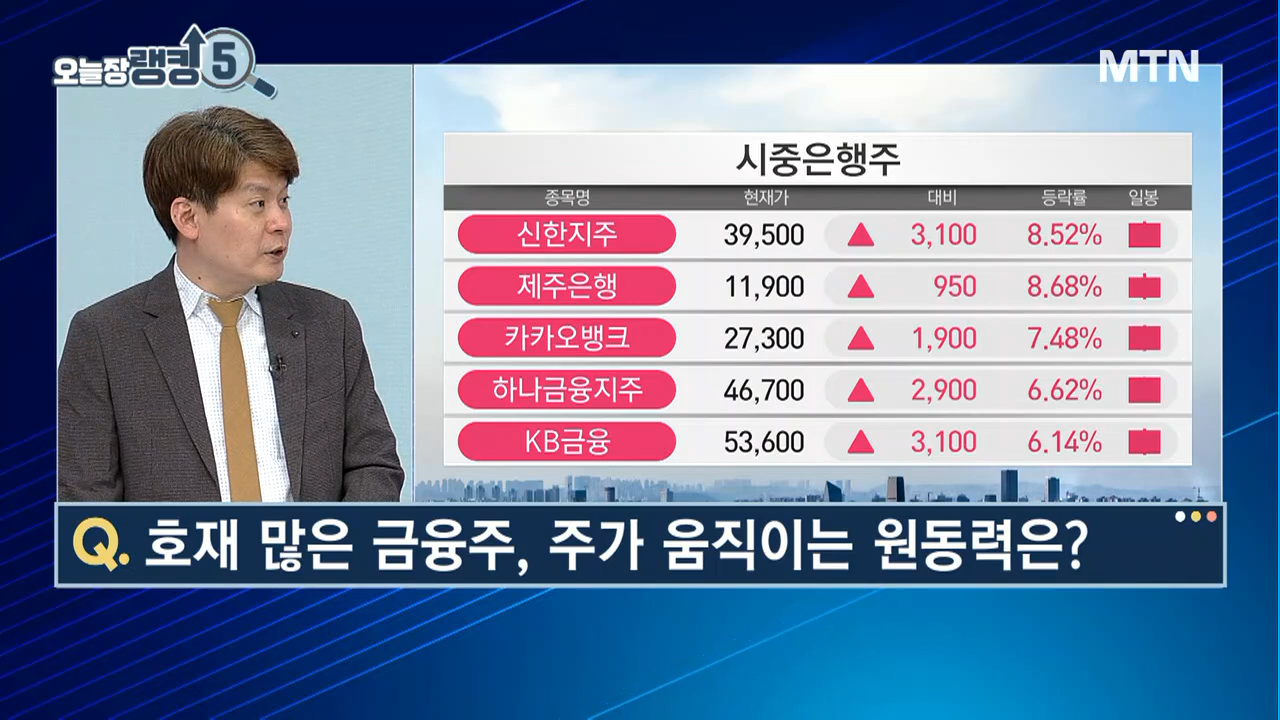 오늘장랭킹5
MTN
시중은행주
종목명 현재가 대비 등락률 일봉
신한지주 39,500 ▲ 3,100 8.52%
제주은행 11,900 ▲ 950 8.68%
카카오뱅크 27,300 ▲ 1,900 7.48%
하나금융지주 46,700 ▲ 2,900 6.62%
KB금융 53,600 ▲ 3,100 6.14%
Q. 호재 많은 금융주, 주가 움직이는 원동력은?